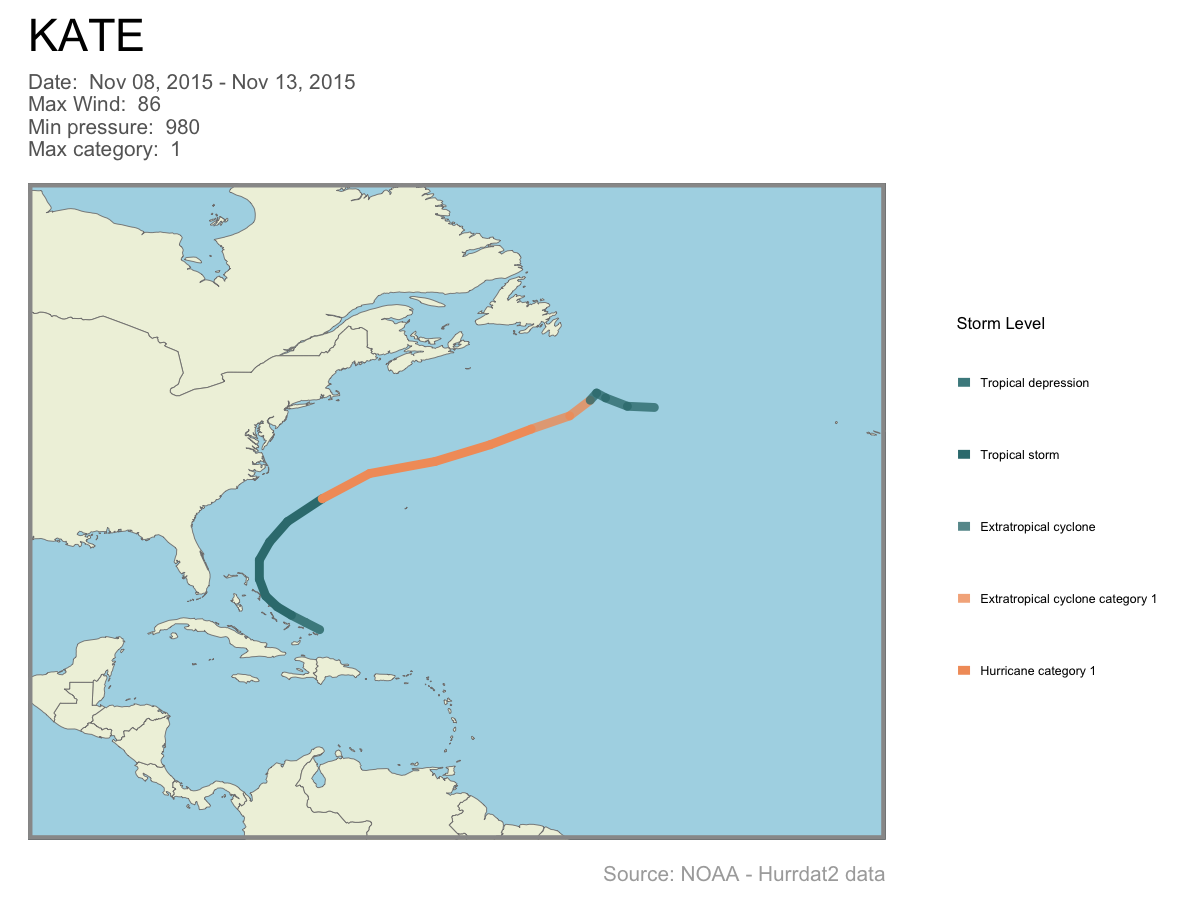 KATE
Date:  Nov 08, 2015 - Nov 13, 2015
Max Wind:  86
Min pressure:  980
Max category:  1
Storm Level
Tropical depression
Tropical storm
Extratropical cyclone
Extratropical cyclone category 1
Hurricane category 1
Source: NOAA - Hurrdat2 data